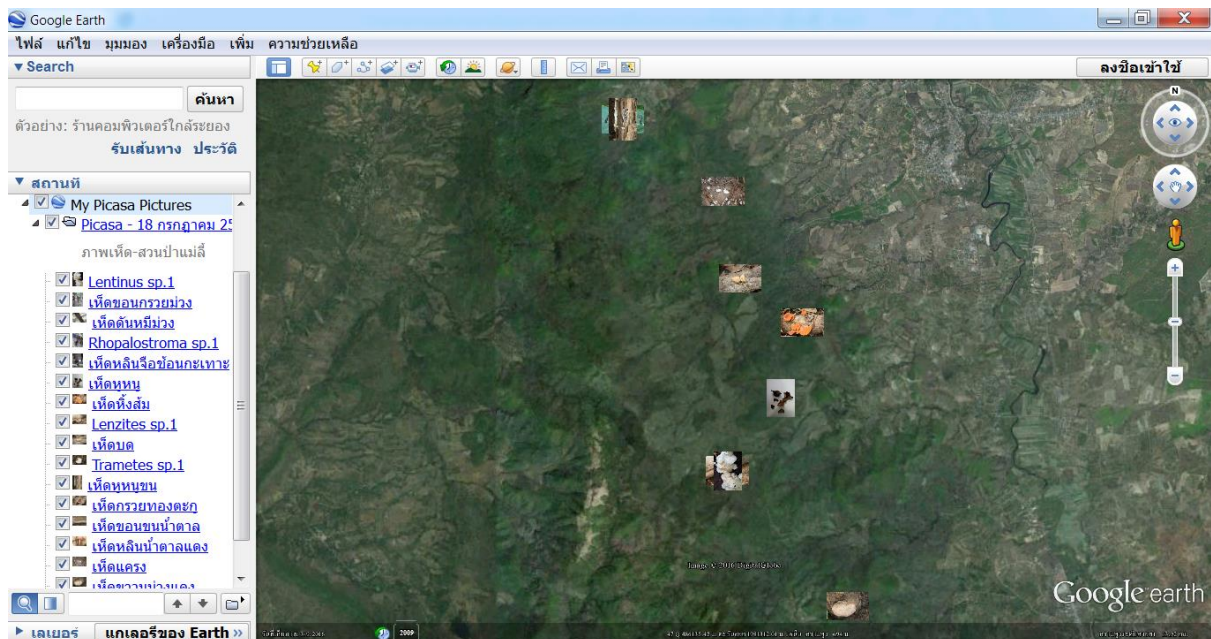 Google Earth
ไฟล์ แก้ไข มุมมอง เครื่องมือ เพิ่ม ความช่วยเหลือ
Search
ลงชื่อเข้าใช้
ค้นหา
ตัวอย่าง: ร้านคอมพิวเตอร์ใกล้ระยอง
รับเส้นทาง ประวัติ
สถานที่
My Picasa Pictures
Picasa - 18 กรกฎาคม 25
ภาพเห็ด-สวนป่าแม่ลี้
Lentinus sp.1
เห็ดขอนกรวยม่วง
เห็ดดันหมีม่วง
Rhopalostroma sp.1
เห็ดหลินจือซ้อนกะเทาะ
เห็ดหูหนู
เห็ดหิ้งส้ม
Lenzites sp.1
เห็ดบด
Trametes sp.1
เห็ดหูหนูขน
เห็ดกรวยทองตะกู
เห็ดขอนขนน้ำตาล
เห็ดหลินน้ำตาลแดง
เห็ดแครง
เลเยอร์ แกเลอรีของ Earth »
N
Image © 2016 DigitalGlobe
Google earth
2009